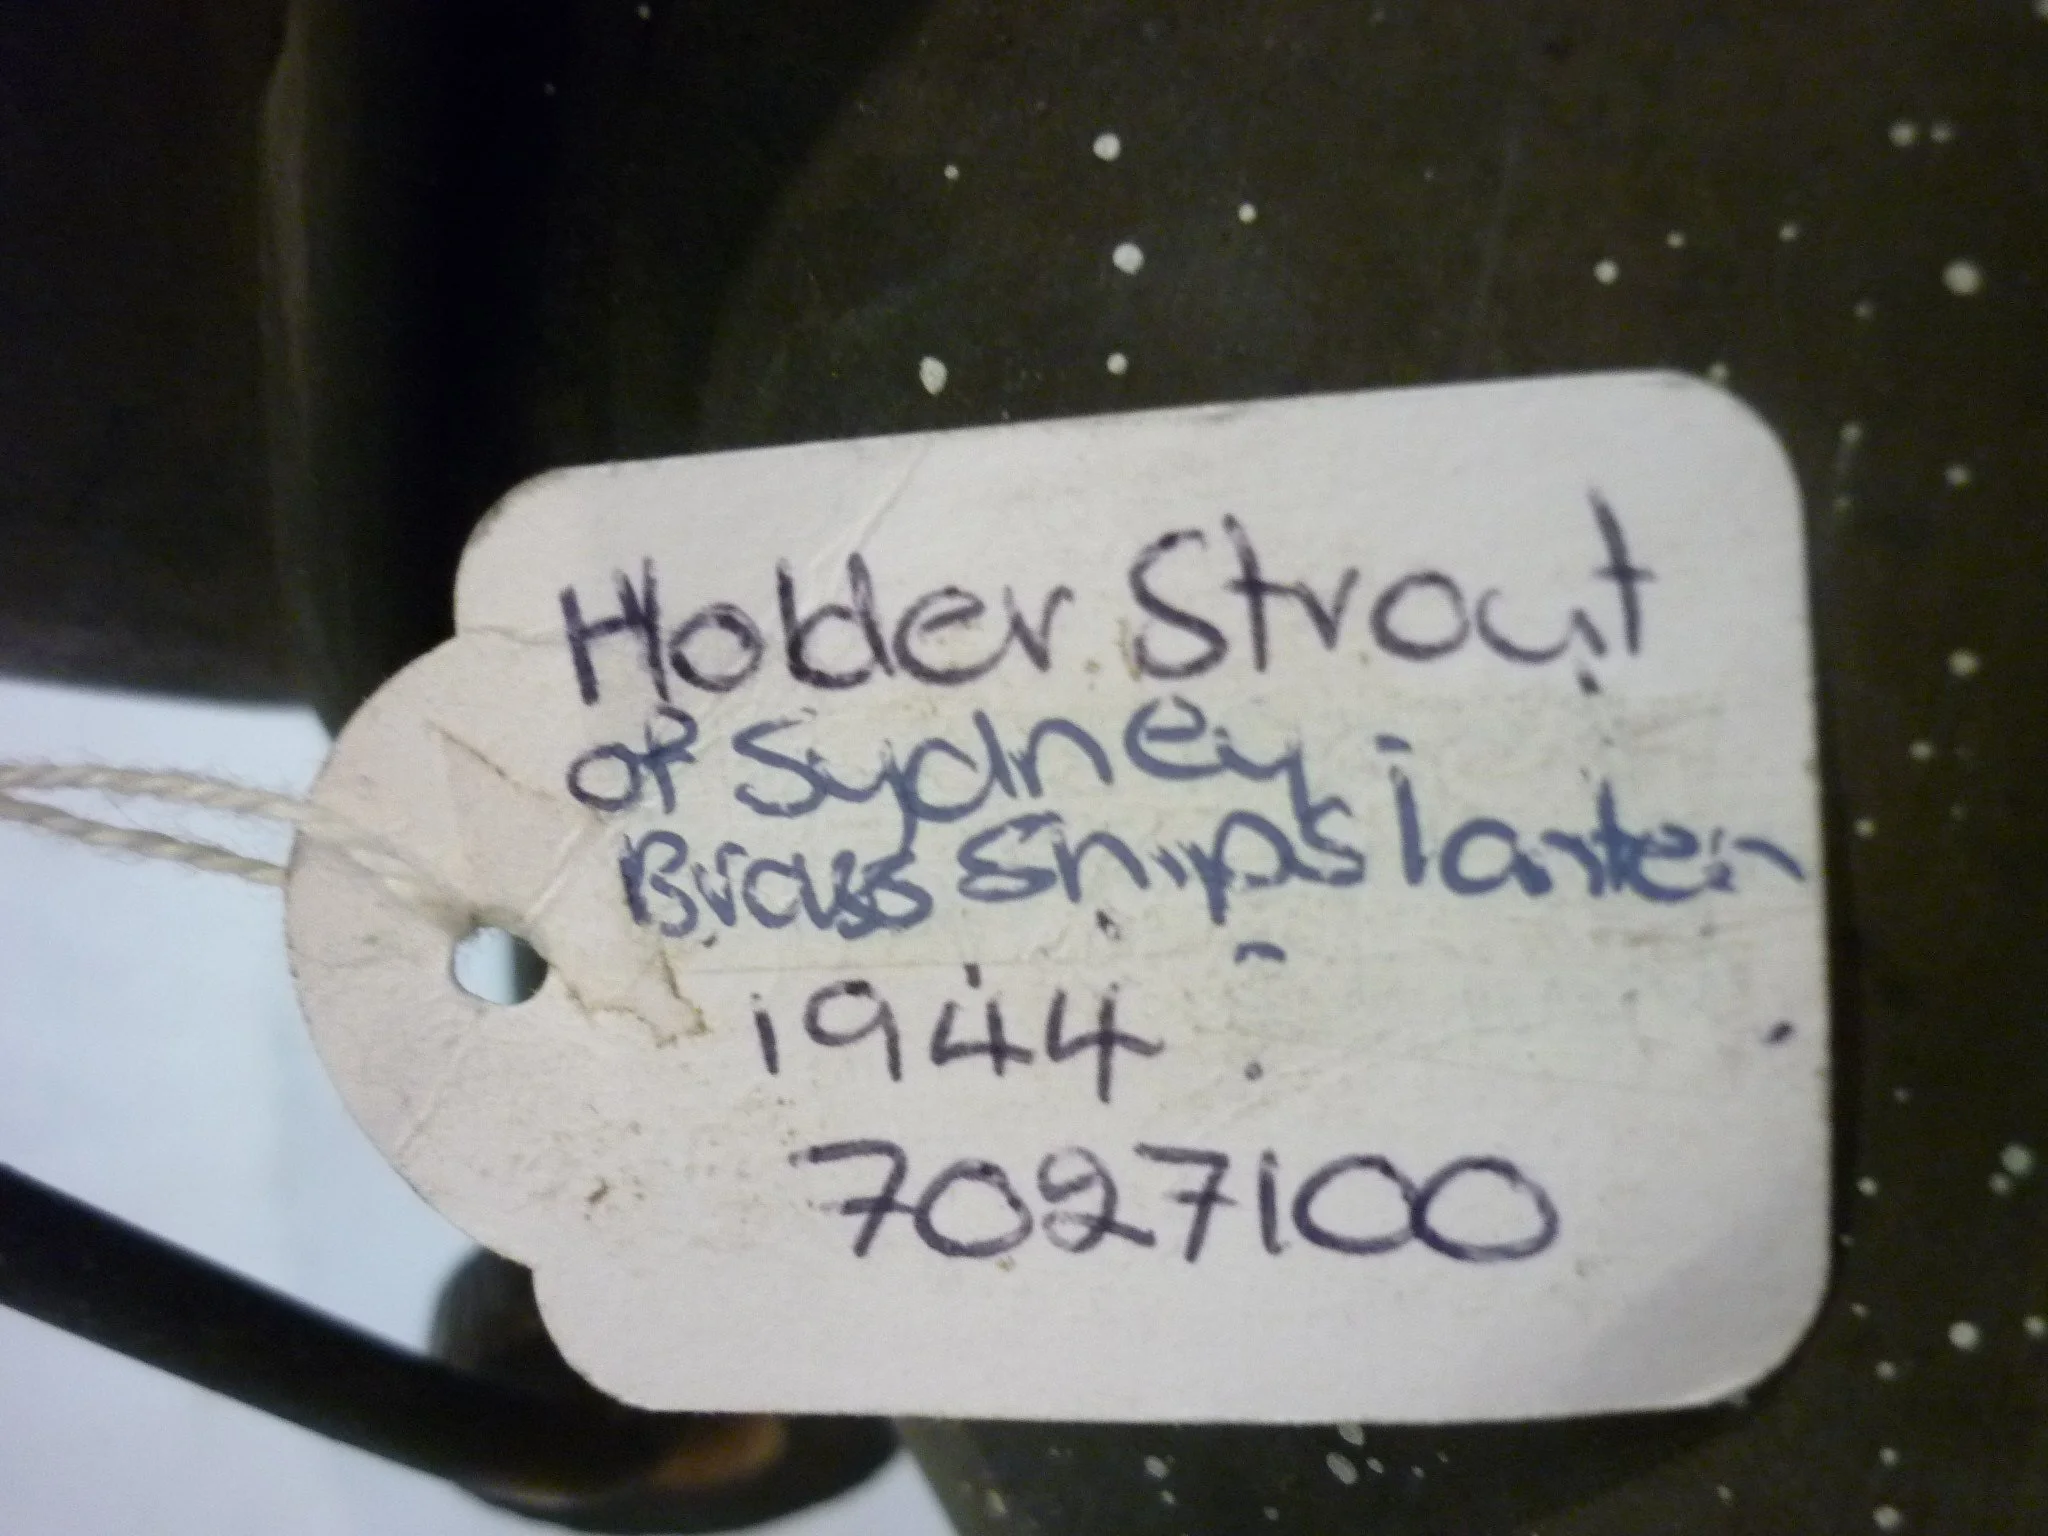 Holder Strout
of Sydney
Brass Ships lantern
1944
7027100